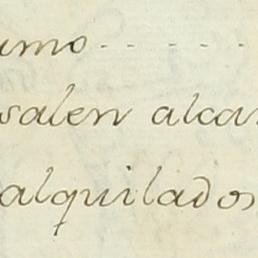 umo - - - -
salen alcan
alquilados